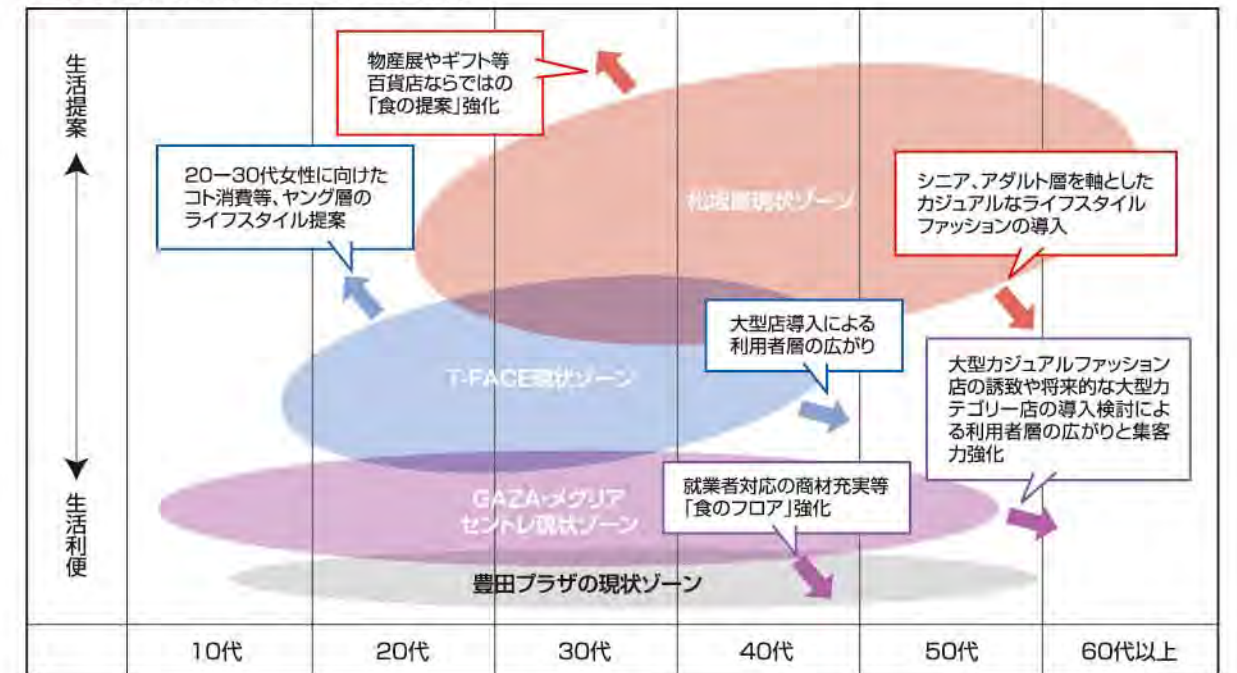 生活提案
生活利便
物産展やギフト等
百貨店ならではの
「食の提案」強化
20ー30代女性に向けた
コト消費等、ヤング層の
ライフスタイル提案
松坂屋現状ゾーン
シニア、アダルト層を軸とした
カジュアルなライフスタイル
ファッションの導入
大型店導入による
利用者層の広がり
T-FACE現状ゾーン
大型カジュアルファッション
店の誘致や将来的な大型カ
テゴリー店の導入検討によ
る利用者層の広がりと集客
力強化
就業者対応の商材充実等
「食のフロア」強化
GAZA・メグリア
セントレ現状ゾーン
豊田プラザの現状ゾーン
10代 20代 30代 40代 50代 60代以上